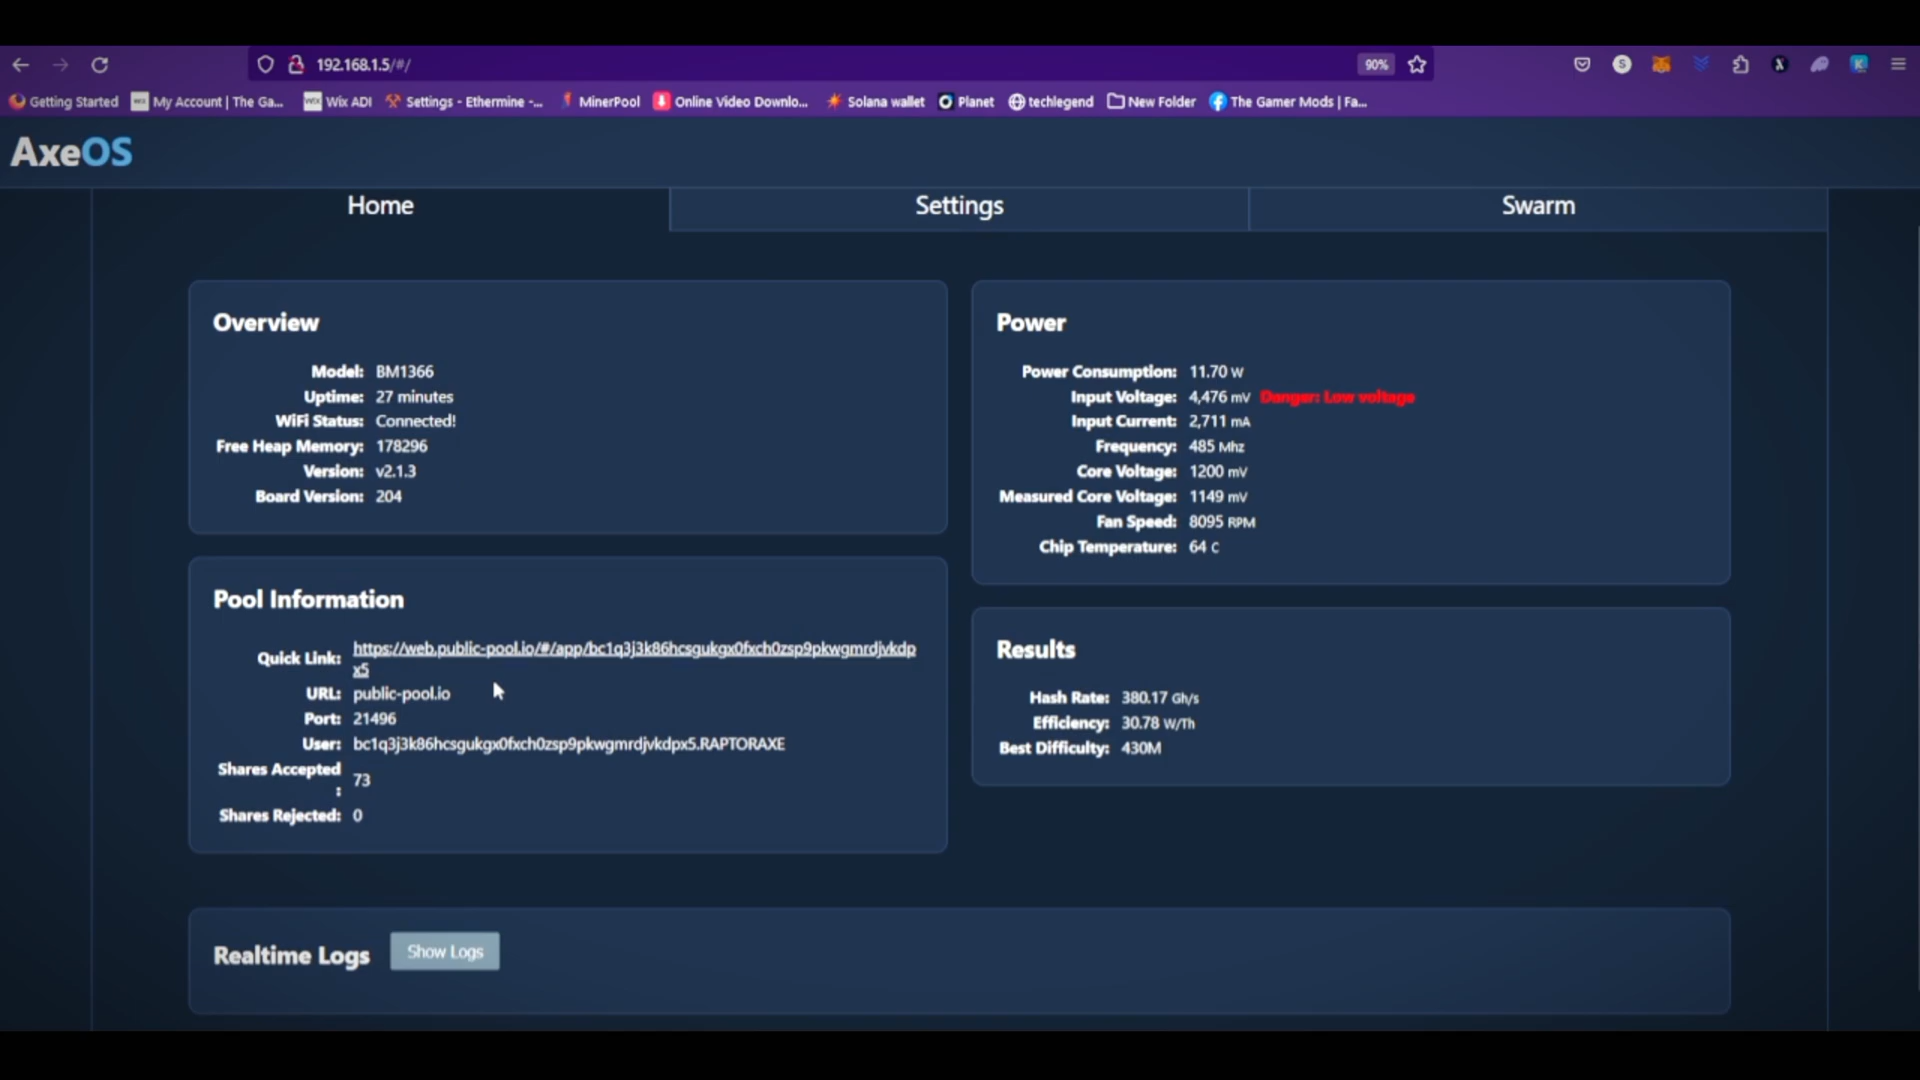 192.168.1.5/#/
90%
Getting Started
My Account | The Ga...
Wix ADI
Settings - Ethermine -...
MinerPool
Online Video Downlo...
Solana wallet
Planet
techlegend
New Folder
The Gamer Mods | Fa...
AxeOS
Home
Settings
Swarm
Overview
Model: BM1366
Uptime: 27 minutes
WiFi Status: Connected!
Free Heap Memory: 178296
Version: v2.1.3
Board Version: 204
Power
Power Consumption: 11.70 W
Input Voltage: 4,476 mV Danger: Low voltage
Input Current: 2,711 mA
Frequency: 485 Mhz
Core Voltage: 1200 mV
Measured Core Voltage: 1149 mV
Fan Speed: 8095 RPM
Chip Temperature: 64 C
Pool Information
Quick Link: https://web.public-pool.io/#/app/bc1q3j3k86hcsgukgx0fxch0zsp9pkwgmrdjvkdp
x5
URL: public-pool.io
Port: 21496
User: bc1q3j3k86hcsgukgx0fxch0zsp9pkwgmrdjvkdpx5.RAPTORAXE
Shares Accepted
: 73
Shares Rejected: 0
Results
Hash Rate: 380.17 Gh/s
Efficiency: 30.78 W/Th
Best Difficulty: 430M
Realtime Logs
Show Logs